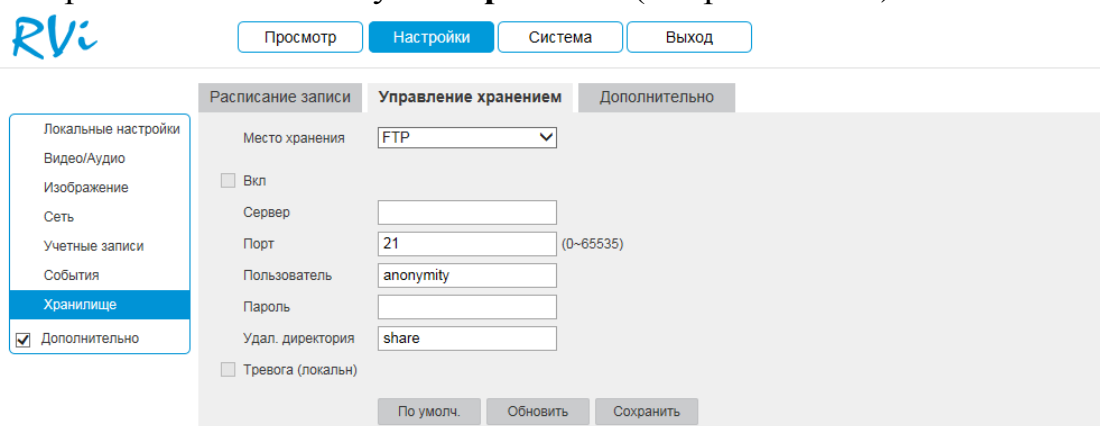 RVi
Просмотр Настройки Система Выход
Расписание записи Управление хранением Дополнительно
Локальные настройки
Видео/Аудио
Изображение
Сеть
Учетные записи
События
Хранилище
Дополнительно
Место хранения FTP
Вкл
Сервер
Порт 21 (0~65535)
Пользователь anonymity
Пароль
Удал. директория share
Тревога (локальн)
По умолч. Обновить Сохранить